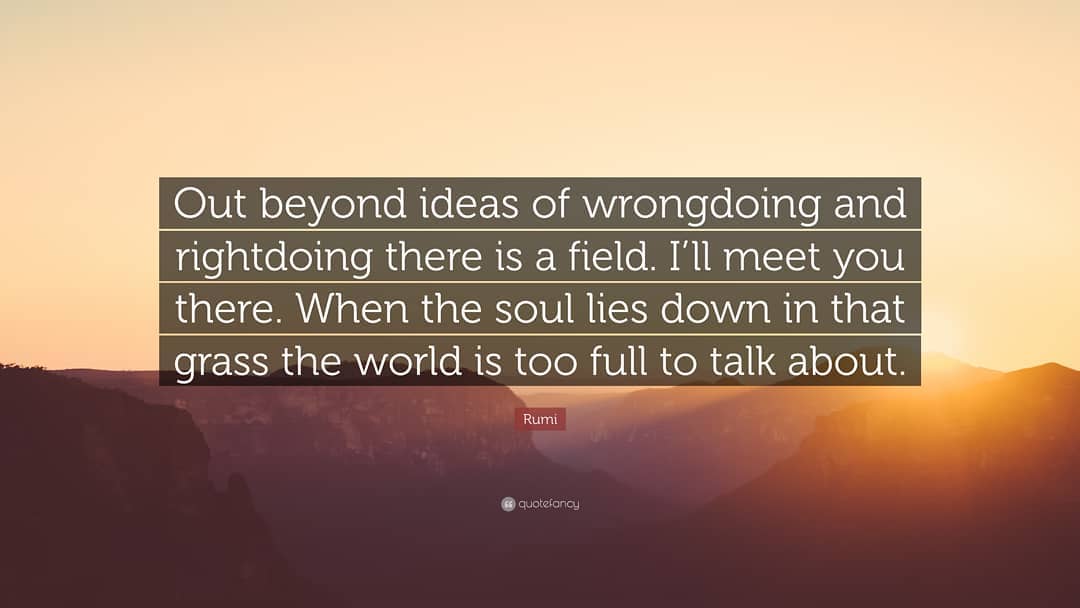 Out beyond ideas of wrongdoing and
rightdoing there is a field. I’ll meet you
there. When the soul lies down in that
grass the world is too full to talk about.
Rumi
quotefancy